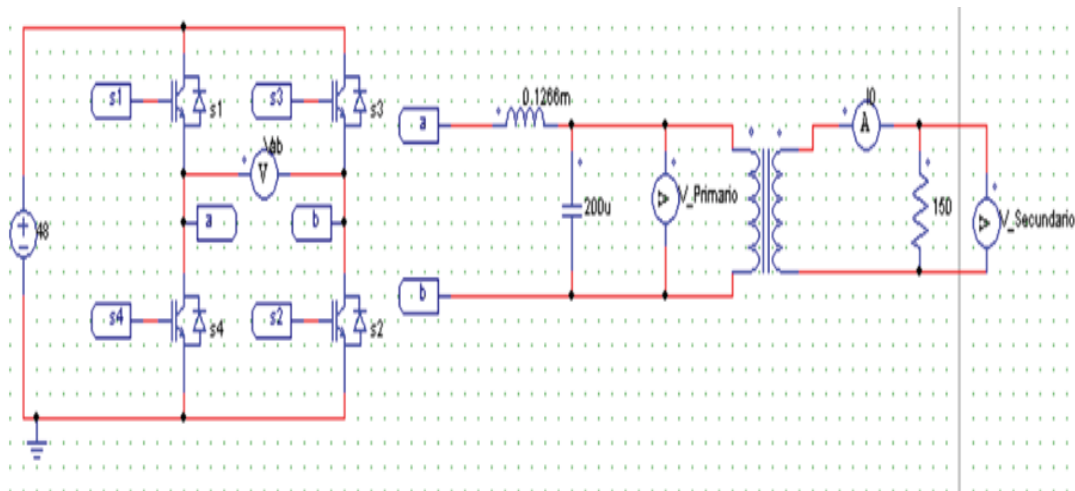 s1
s1
s3
s3
Vab
V
a
b
48
s4
s4
s2
s2
a
0.1266m
200u
V
V_Primario
b
I0
A
150
V
V_Secundario